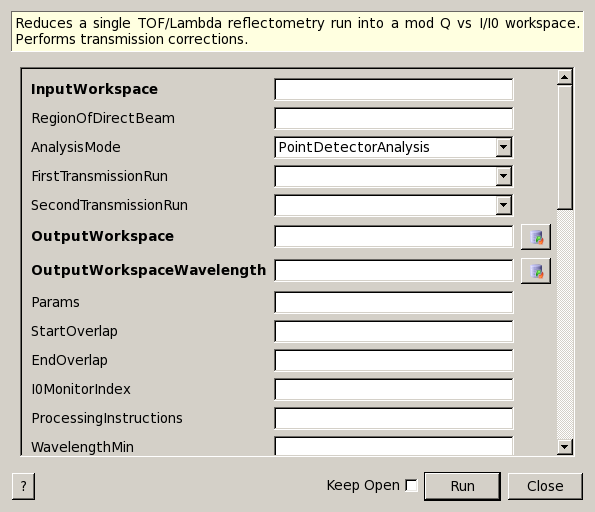 Reduces a single TOF/Lambda reflectometry run into a mod Q vs I/I0 workspace.
Performs transmission corrections.
InputWorkspace
RegionOfDirectBeam
AnalysisMode PointDetectorAnalysis
FirstTransmissionRun
SecondTransmissionRun
OutputWorkspace
OutputWorkspaceWavelength
Params
StartOverlap
EndOverlap
I0MonitorIndex
ProcessingInstructions
WavelengthMin
? Keep Open Run Close